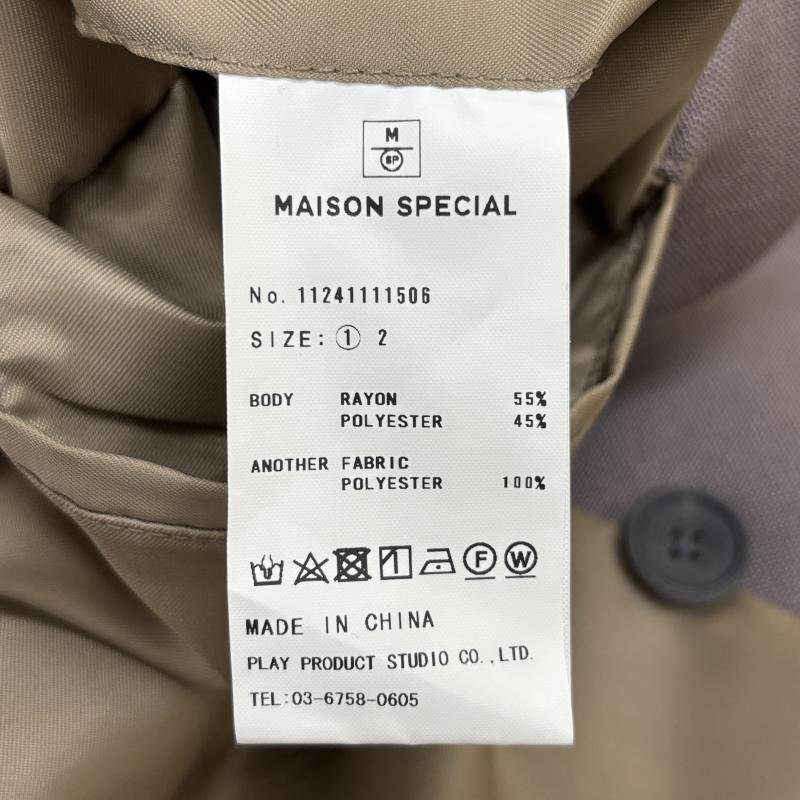 M
SP
MAISON SPECIAL
No. 11241111506
SIZE: ① 2
BODY RAYON 55%
POLYESTER 45%
ANOTHER FABRIC
POLYESTER 100%
F W
MADE IN CHINA
PLAY PRODUCT STUDIO CO.,LTD.
TEL:03-6758-0605